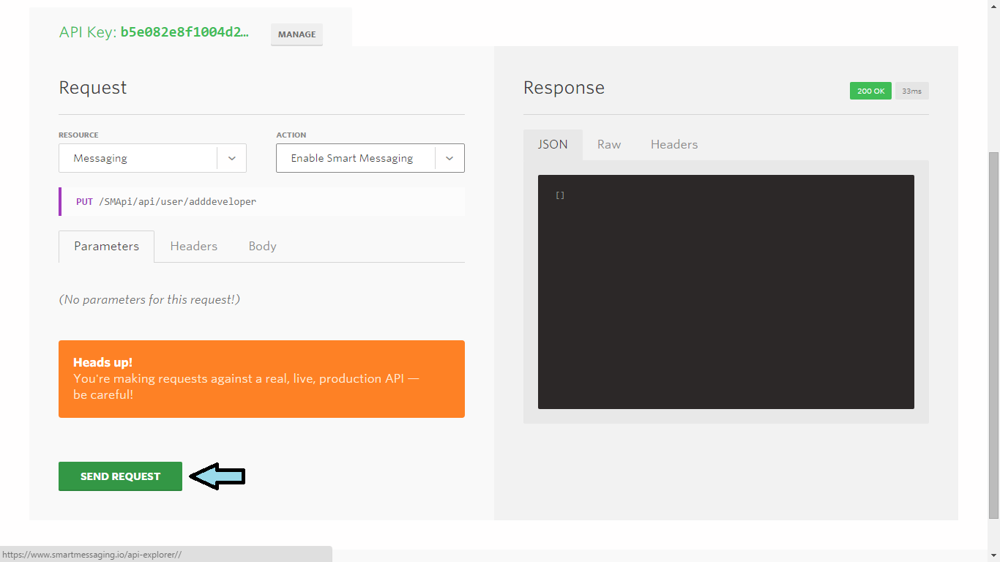 API Key: b5e082e8f1004d2…
MANAGE
Request
RESOURCE
ACTION
Messaging
Enable Smart Messaging
PUT /SMApi/api/user/adddeveloper
Parameters
Headers
Body
(No parameters for this request!)
Heads up!
You're making requests against a real, live, production API —
be careful!
SEND REQUEST
Response
200 OK
33ms
JSON
Raw
Headers
[]
https://www.smartmessaging.io/api-explorer//